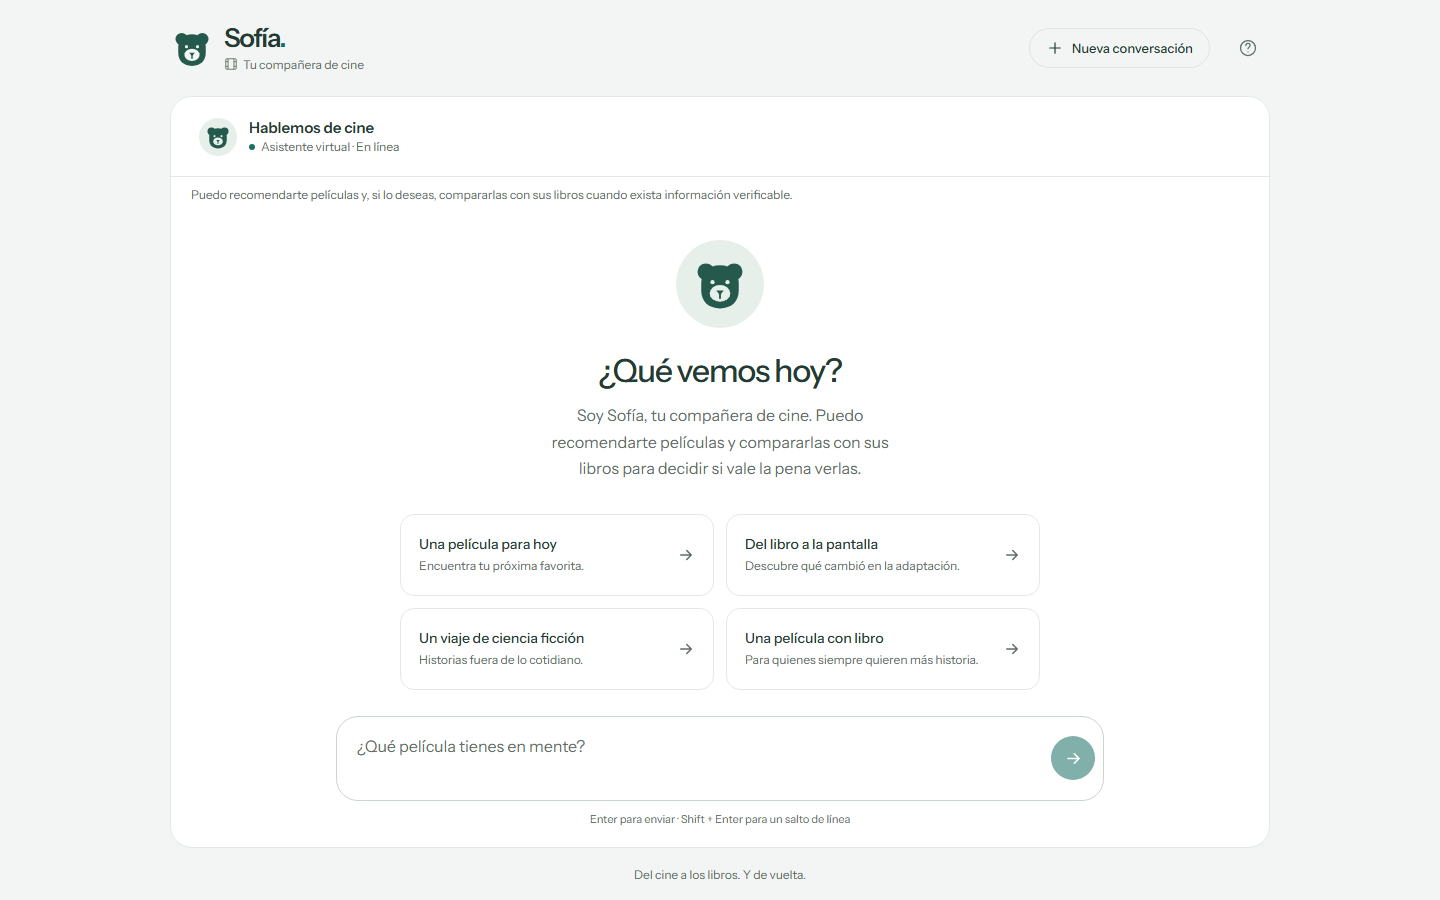 Sofía.
Tu compañera de cine
Nueva conversación
Hablemos de cine
Asistente virtual · En línea
Puedo recomendarte películas y, si lo deseas, compararlas con sus libros cuando exista información verificable.
¿Qué vemos hoy?
Soy Sofía, tu compañera de cine. Puedo
recomendarte películas y compararlas con sus
libros para decidir si vale la pena verlas.
Una película para hoy
Encuentra tu próxima favorita.
Del libro a la pantalla
Descubre qué cambió en la adaptación.
Un viaje de ciencia ficción
Historias fuera de lo cotidiano.
Una película con libro
Para quienes siempre quieren más historia.
¿Qué película tienes en mente?
Enter para enviar · Shift + Enter para un salto de línea
Del cine a los libros. Y de vuelta.